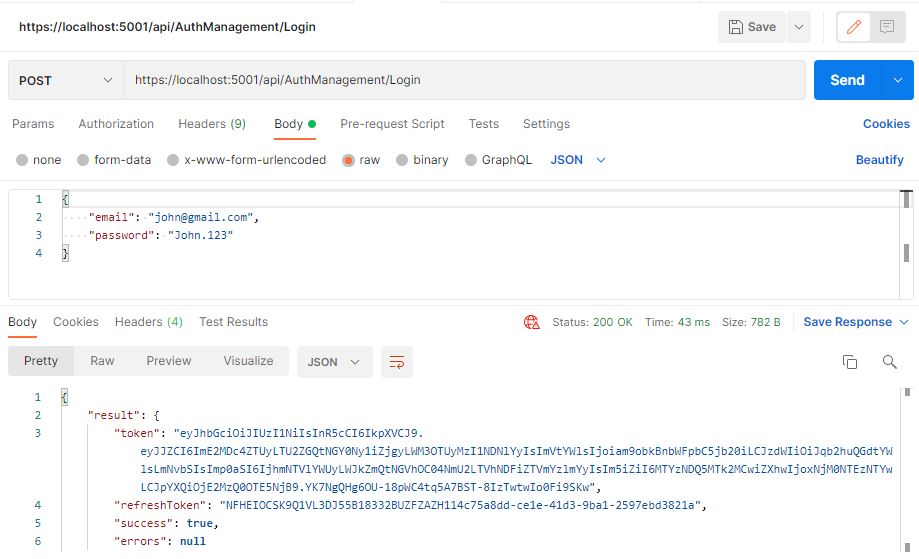 https://localhost:5001/api/AuthManagement/Login
Save
POST
https://localhost:5001/api/AuthManagement/Login
Send
Params Authorization Headers (9) Body Pre-request Script Tests Settings Cookies
none form-data x-www-form-urlencoded raw binary GraphQL JSON Beautify
1 {
2 "email": "john@gmail.com",
3 "password": "John.123"
4 }
Body Cookies Headers (4) Test Results Status: 200 OK Time: 43 ms Size: 782 B Save Response
Pretty Raw Preview Visualize JSON
1 {
2 "result": {
3 "token": "eyJhbGciOiJIUzI1NiIsInR5cCI6IkpXVCJ9.
eyJJZCI6ImE2MDc4ZTUyLTU2ZGQtNGY0Ny1iZjgyLWM3OTUyMzI1NDNlYyIsImVtYWlsIjoiam9obkBnbWFpbC5jb20iLCJzdWIiOiJqb2huQGdtYW
lsLmNvbSIsImp0aSI6IjhmNTVlYWUyLWJkZmQtNGVhOC04NmU2LTVhNDFiZTVmYzlmYyIsIm5iZiI6MTYzNDQ5MTk2MCwiZXhwIjoxNjM0NTEzNTYw
LCJpYXQiOjE2MzQ0OTE5NjB9.YK7NgQHg6OU-18pWC4tq5A7BST-8IzTwtwIo0Fi9SKw",
4 "refreshToken": "NFHEIOCSK9Q1VL3DJ55B18332BUZFZAZH114c75a8dd-ce1e-41d3-9ba1-2597ebd3821a",
5 "success": true,
6 "errors": null